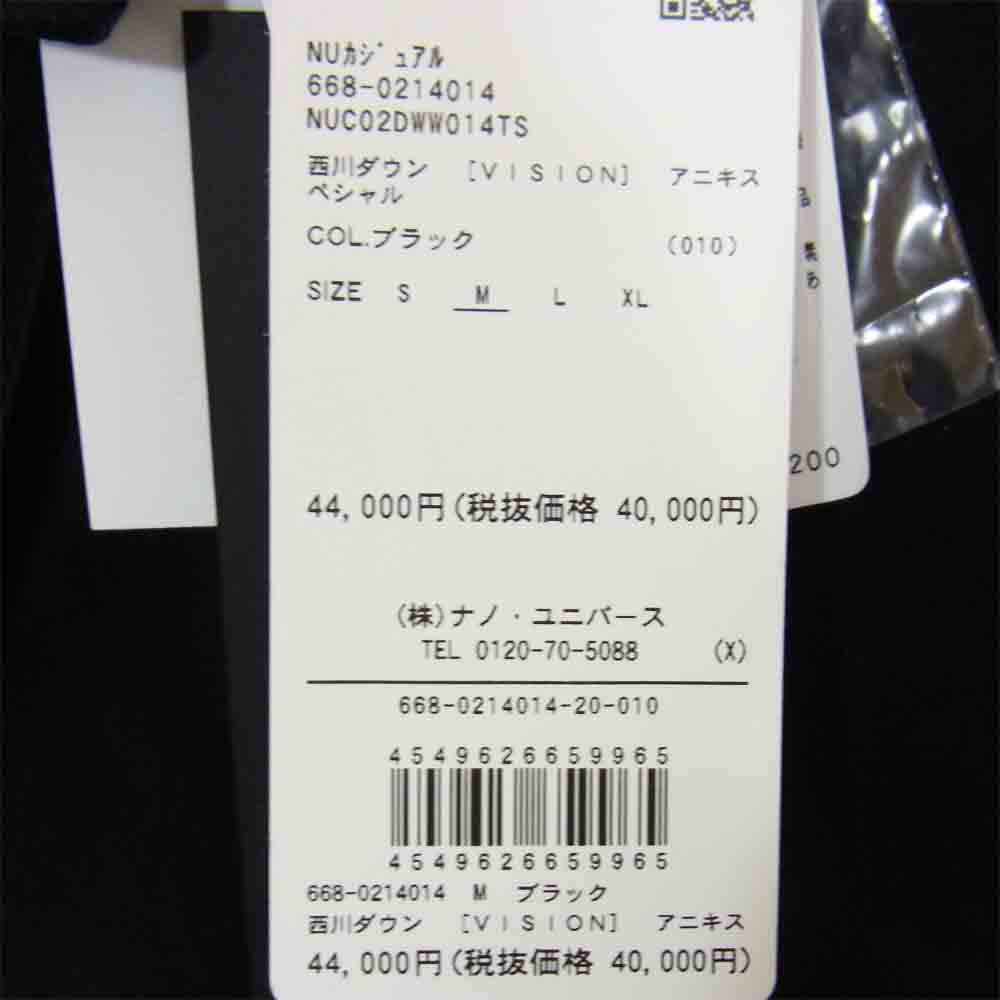 NUｶｼﾞｭｱﾙ
668-0214014
NUC02DWW014TS
西川ダウン ［ＶＩＳＩＯＮ］ アニキス
ペシャル
COL.ブラック (010)
SIZE S M L XL
44,000円(税抜価格 40,000円)
(株)ナノ・ユニバース
TEL 0120-70-5088 (X)
668-0214014-20-010
4549626659965
4549626659965
668-0214014 M ブラック
西川ダウン ［ＶＩＳＩＯＮ］ アニキス
44,000円(税抜価格 40,000円)
品
200